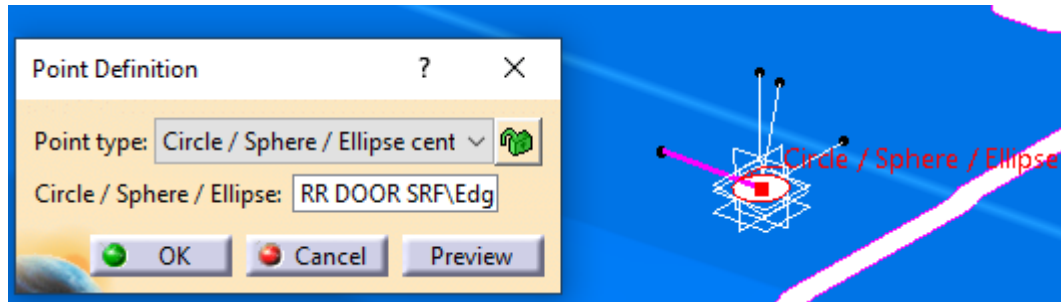 Point Definition ? ×
Point type: Circle / Sphere / Ellipse cent
Circle / Sphere / Ellipse: RR DOOR SRF\Edg
OK Cancel Preview
Circle / Sphere / Ellipse